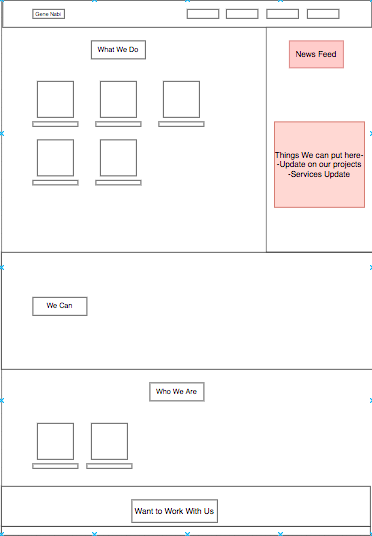 Gene Nabi
What We Do
News Feed
Things We can put here-
-Update on our projects
-Services Update
We Can
Who We Are
Want to Work With Us